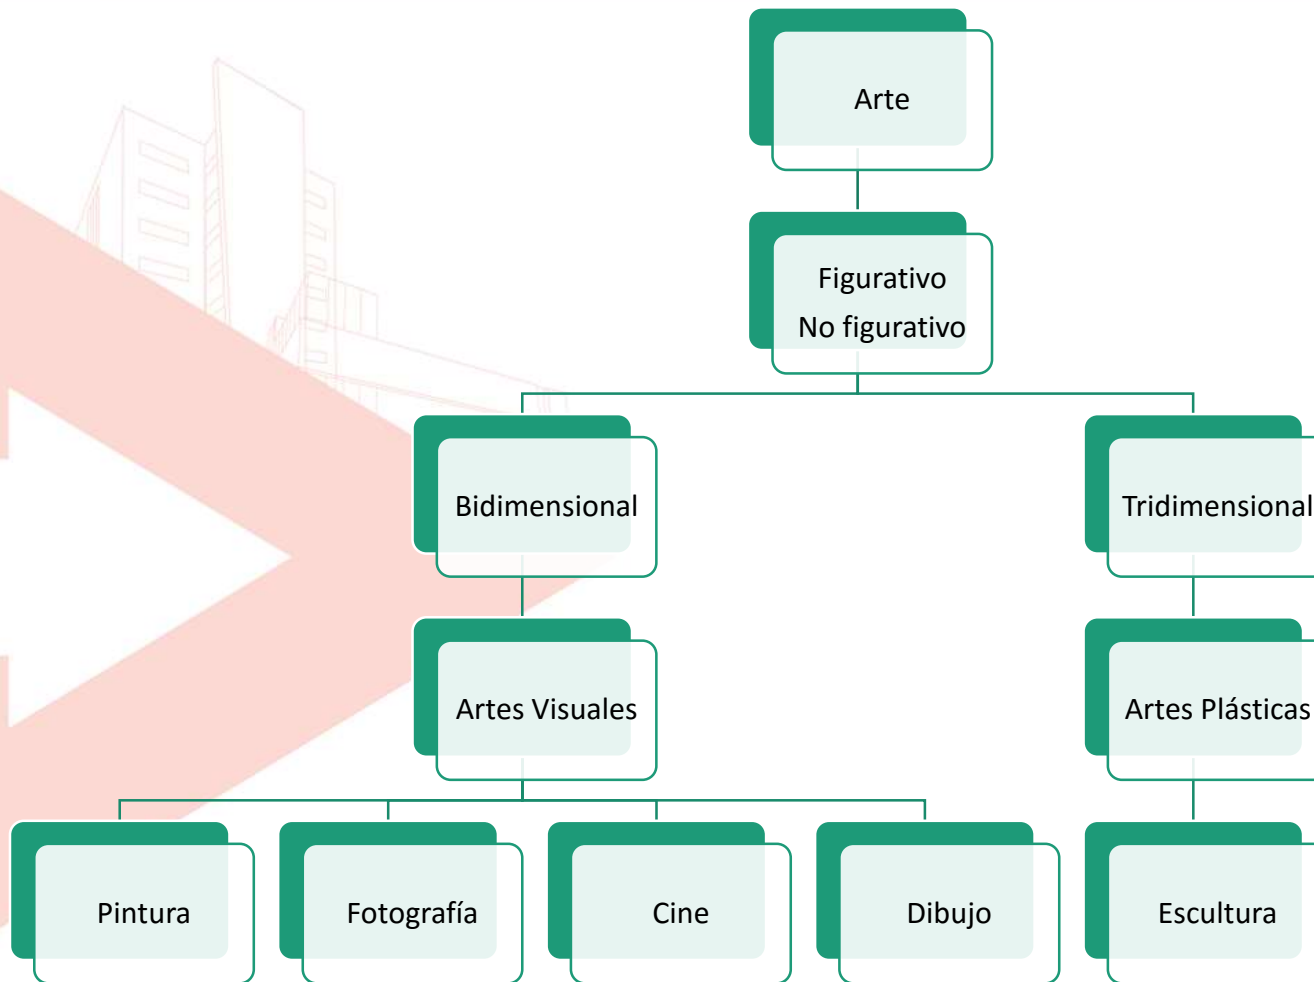 Arte
Figurativo
No figurativo
Bidimensional
Tridimensional
Artes Visuales
Artes Plásticas
Pintura
Fotografía
Cine
Dibujo
Escultura